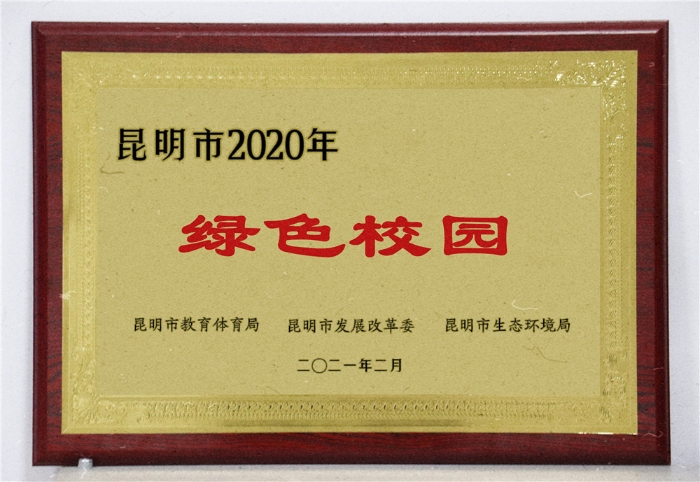 昆明市2020年
绿色校园
昆明市教育体育局 昆明市发展改革委 昆明市生态环境局
二〇二一年二月